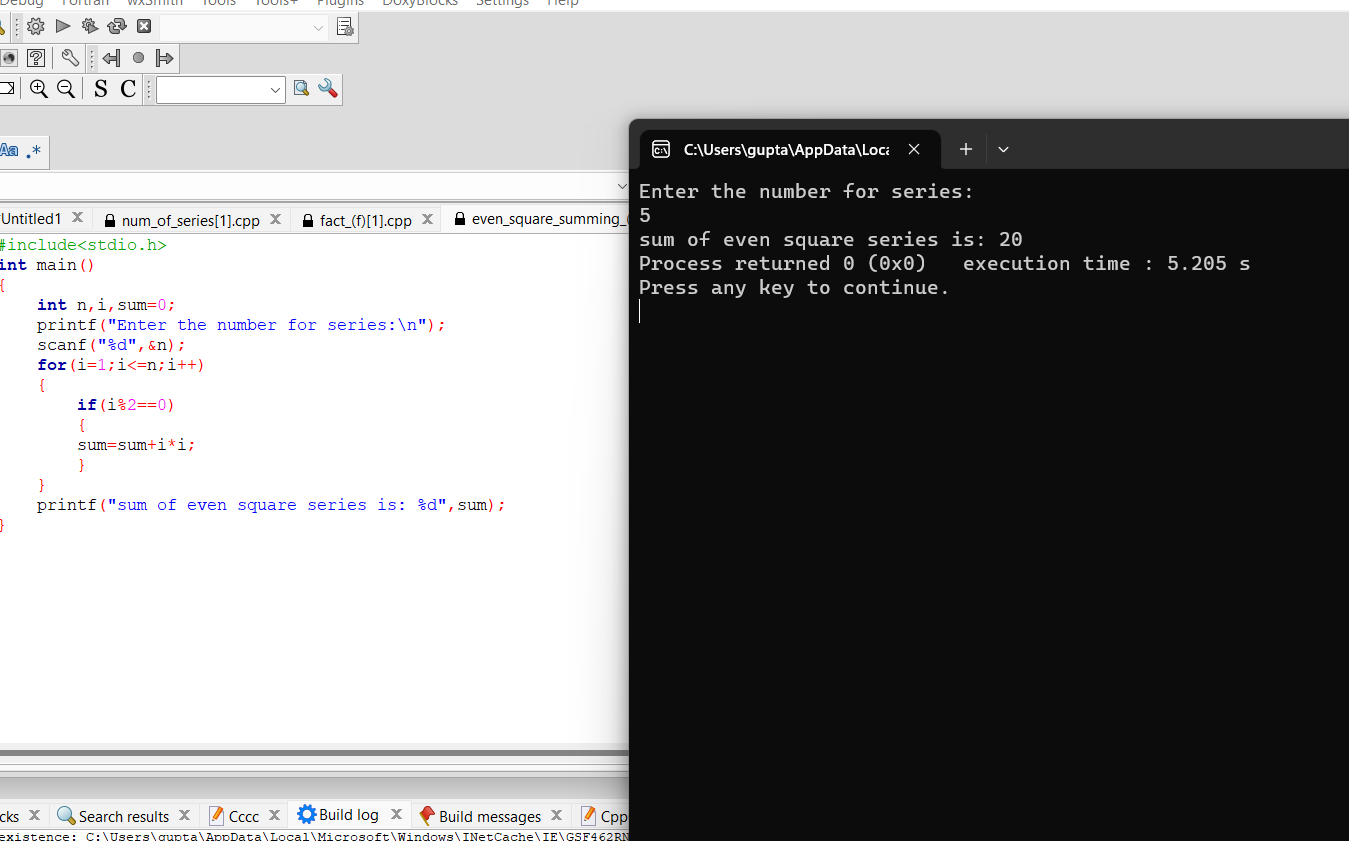 Debug Fortran wxSmith Tools Tools+ Plugins DoxyBlocks Settings Help
S C
Aa .*
Untitled1 num_of_series[1].cpp fact_(f)[1].cpp even_square_summing_
#include<stdio.h>
int main()
{
    int n,i,sum=0;
    printf("Enter the number for series:\n");
    scanf("%d",&n);
    for(i=1;i<=n;i++)
    {
        if(i%2==0)
        {
        sum=sum+i*i;
        }
    }
    printf("sum of even square series is: %d",sum);
}
C:\Users\gupta\AppData\Loca
Enter the number for series:
5
sum of even square series is: 20
Process returned 0 (0x0)   execution time : 5.205 s
Press any key to continue.
cks Search results Cccc Build log Build messages Cpp
existence: C:\Users\gupta\AppData\Local\Microsoft\Windows\INetCache\IE\GSF462RN